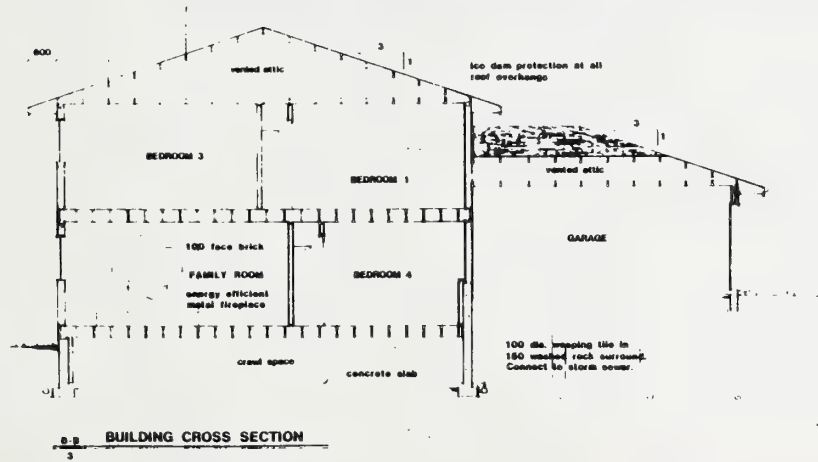 600
3
1
vented attic
Ice dam protection at all
roof overhangs
3
1
BEDROOM 3
BEDROOM 1
vented attic
100 face brick
GARAGE
FAMILY ROOM
BEDROOM 4
energy efficient
metal fireplace
100 dia. weeping tile in
150 washed rock surround.
Connect to storm sewer.
crawl space
concrete slab
B-B
3
BUILDING CROSS SECTION